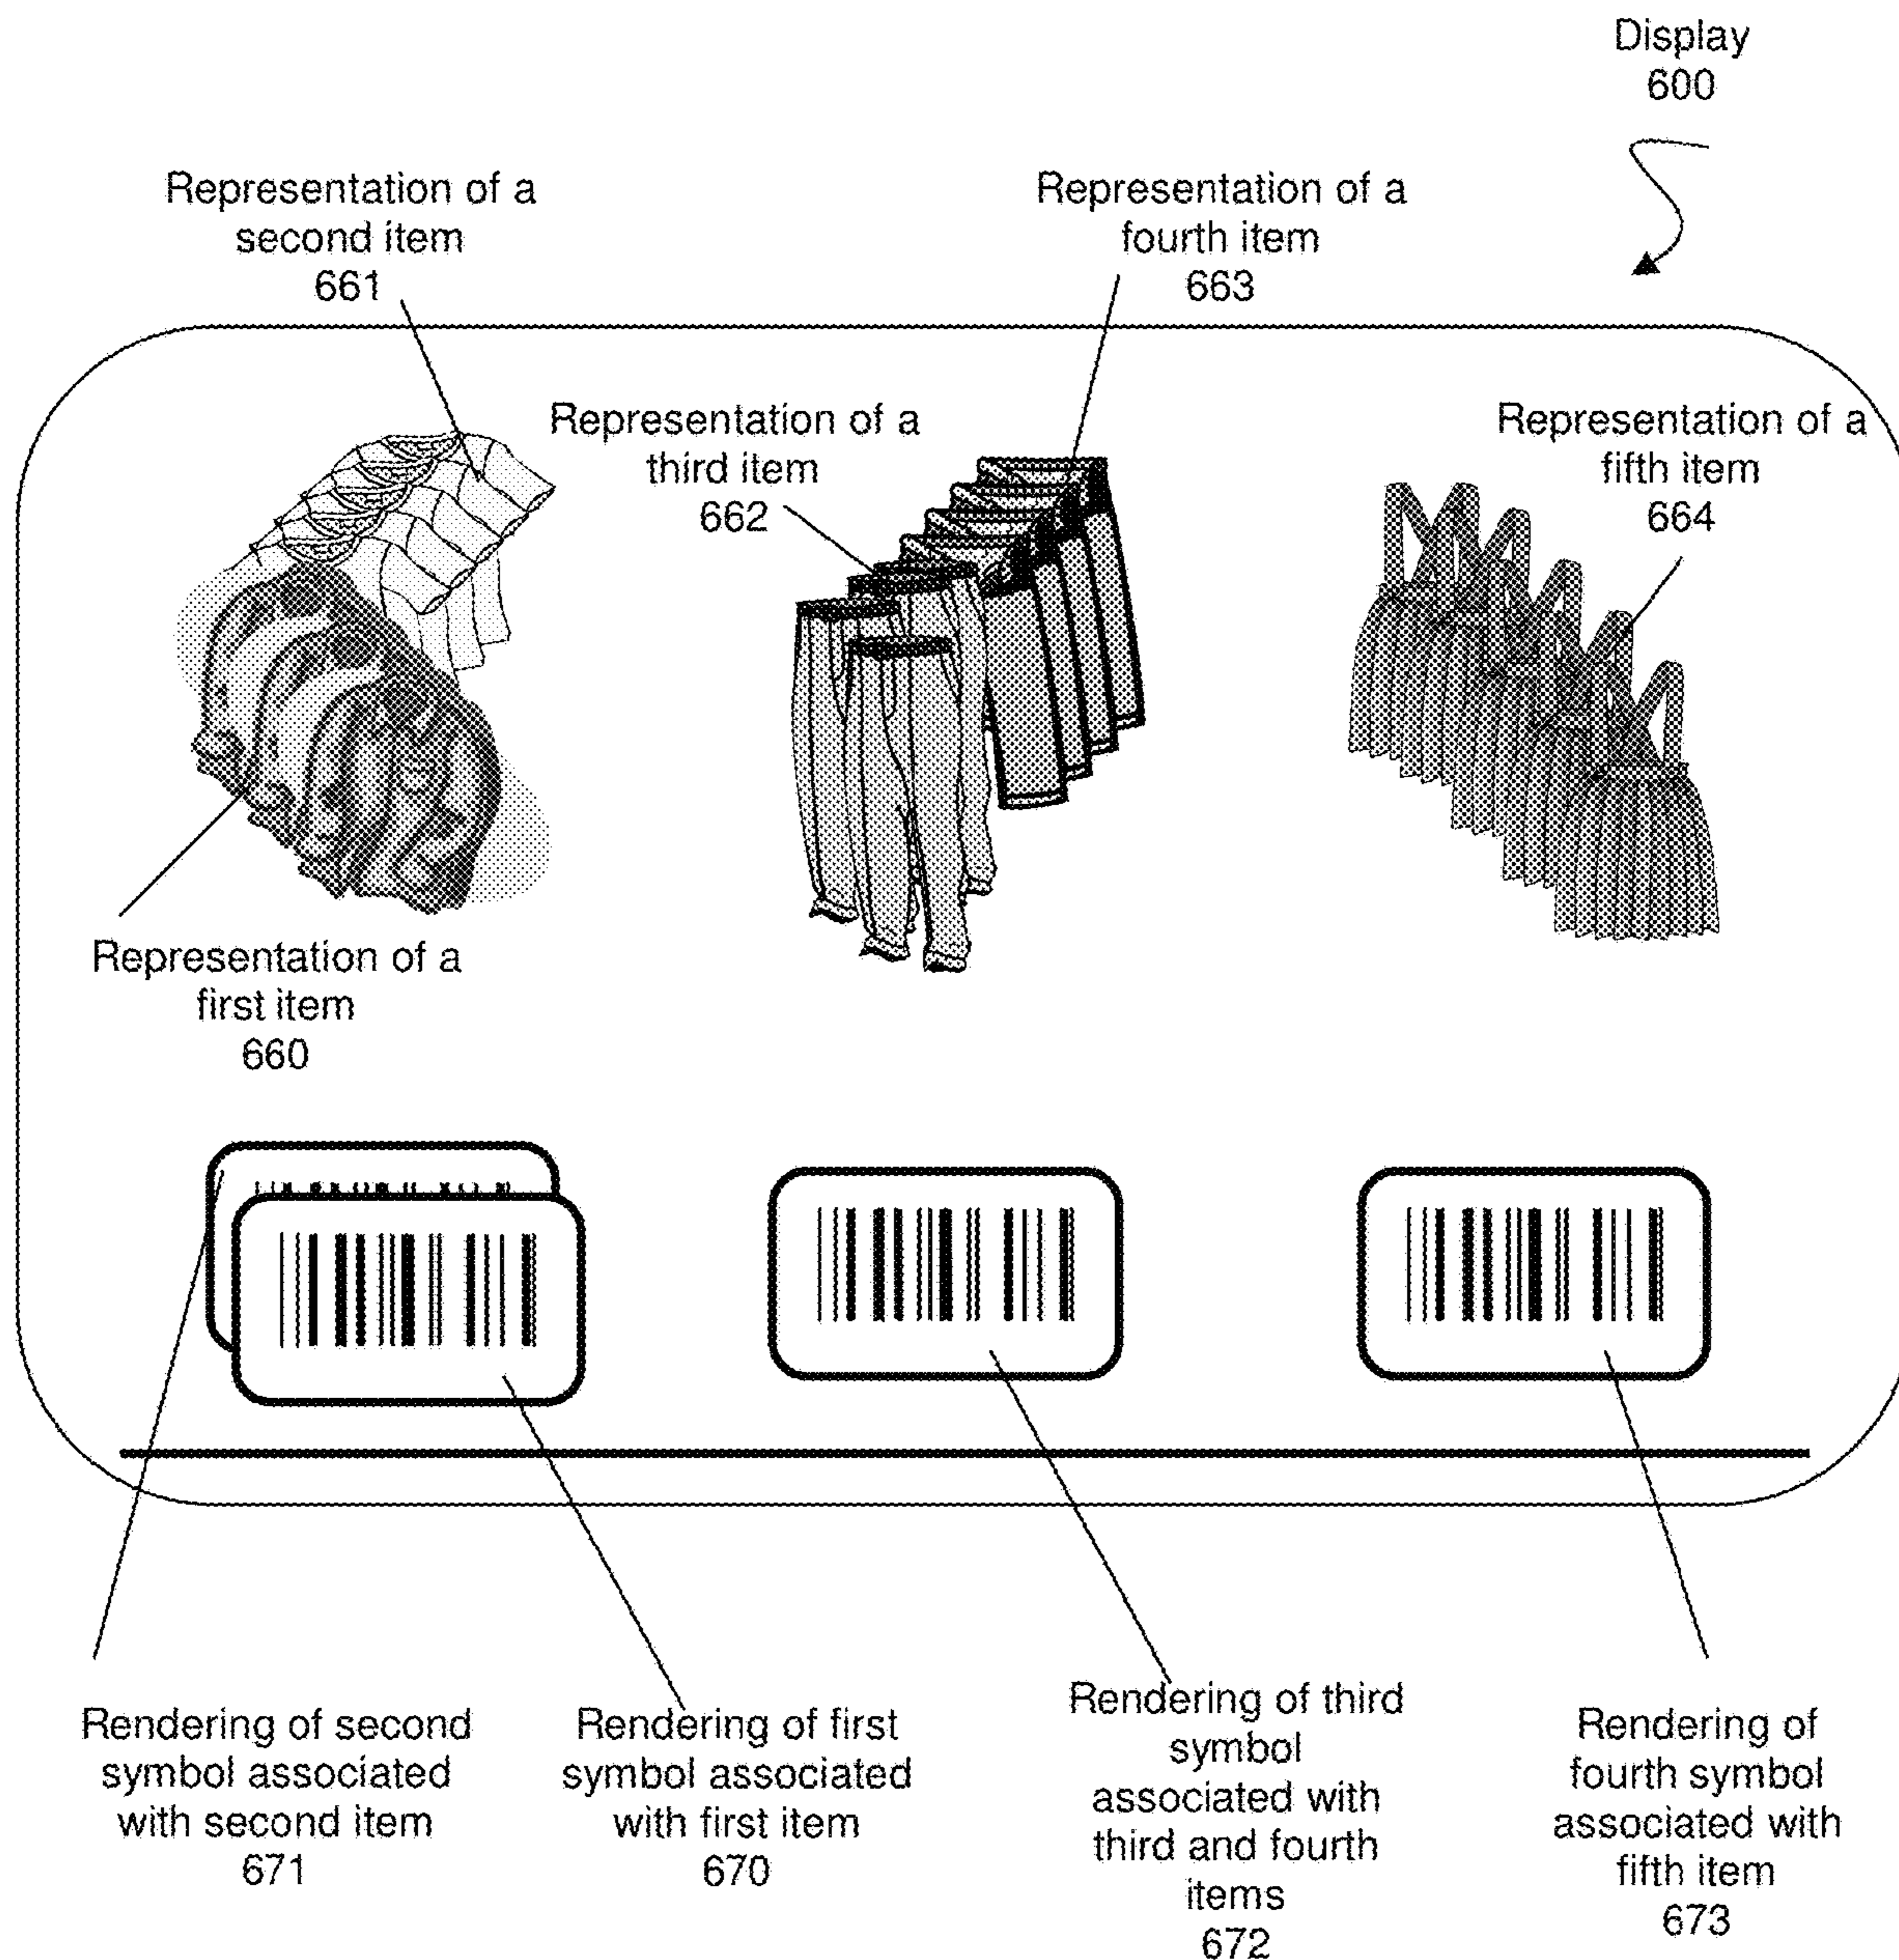 Display
600
Representation of a
second item
661
Representation of a
fourth item
663
Representation of a
third item
662
Representation of a
fifth item
664
Representation of a
first item
660
Rendering of second
symbol associated
with second item
671
Rendering of first
symbol associated
with first item
670
Rendering of third
symbol
associated with
third and fourth
items
672
Rendering of
fourth symbol
associated with
fifth item
673